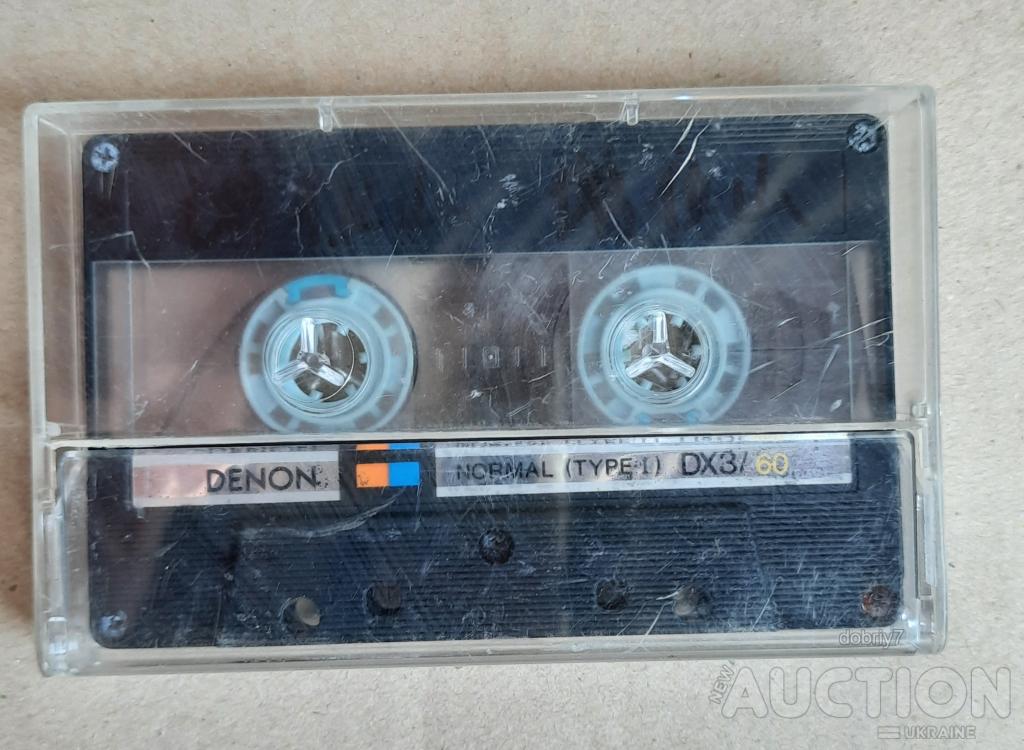 DENON
NORMAL (TYPE I) DX3/60
dobriy7
NEW AUCTION
UKRAINE